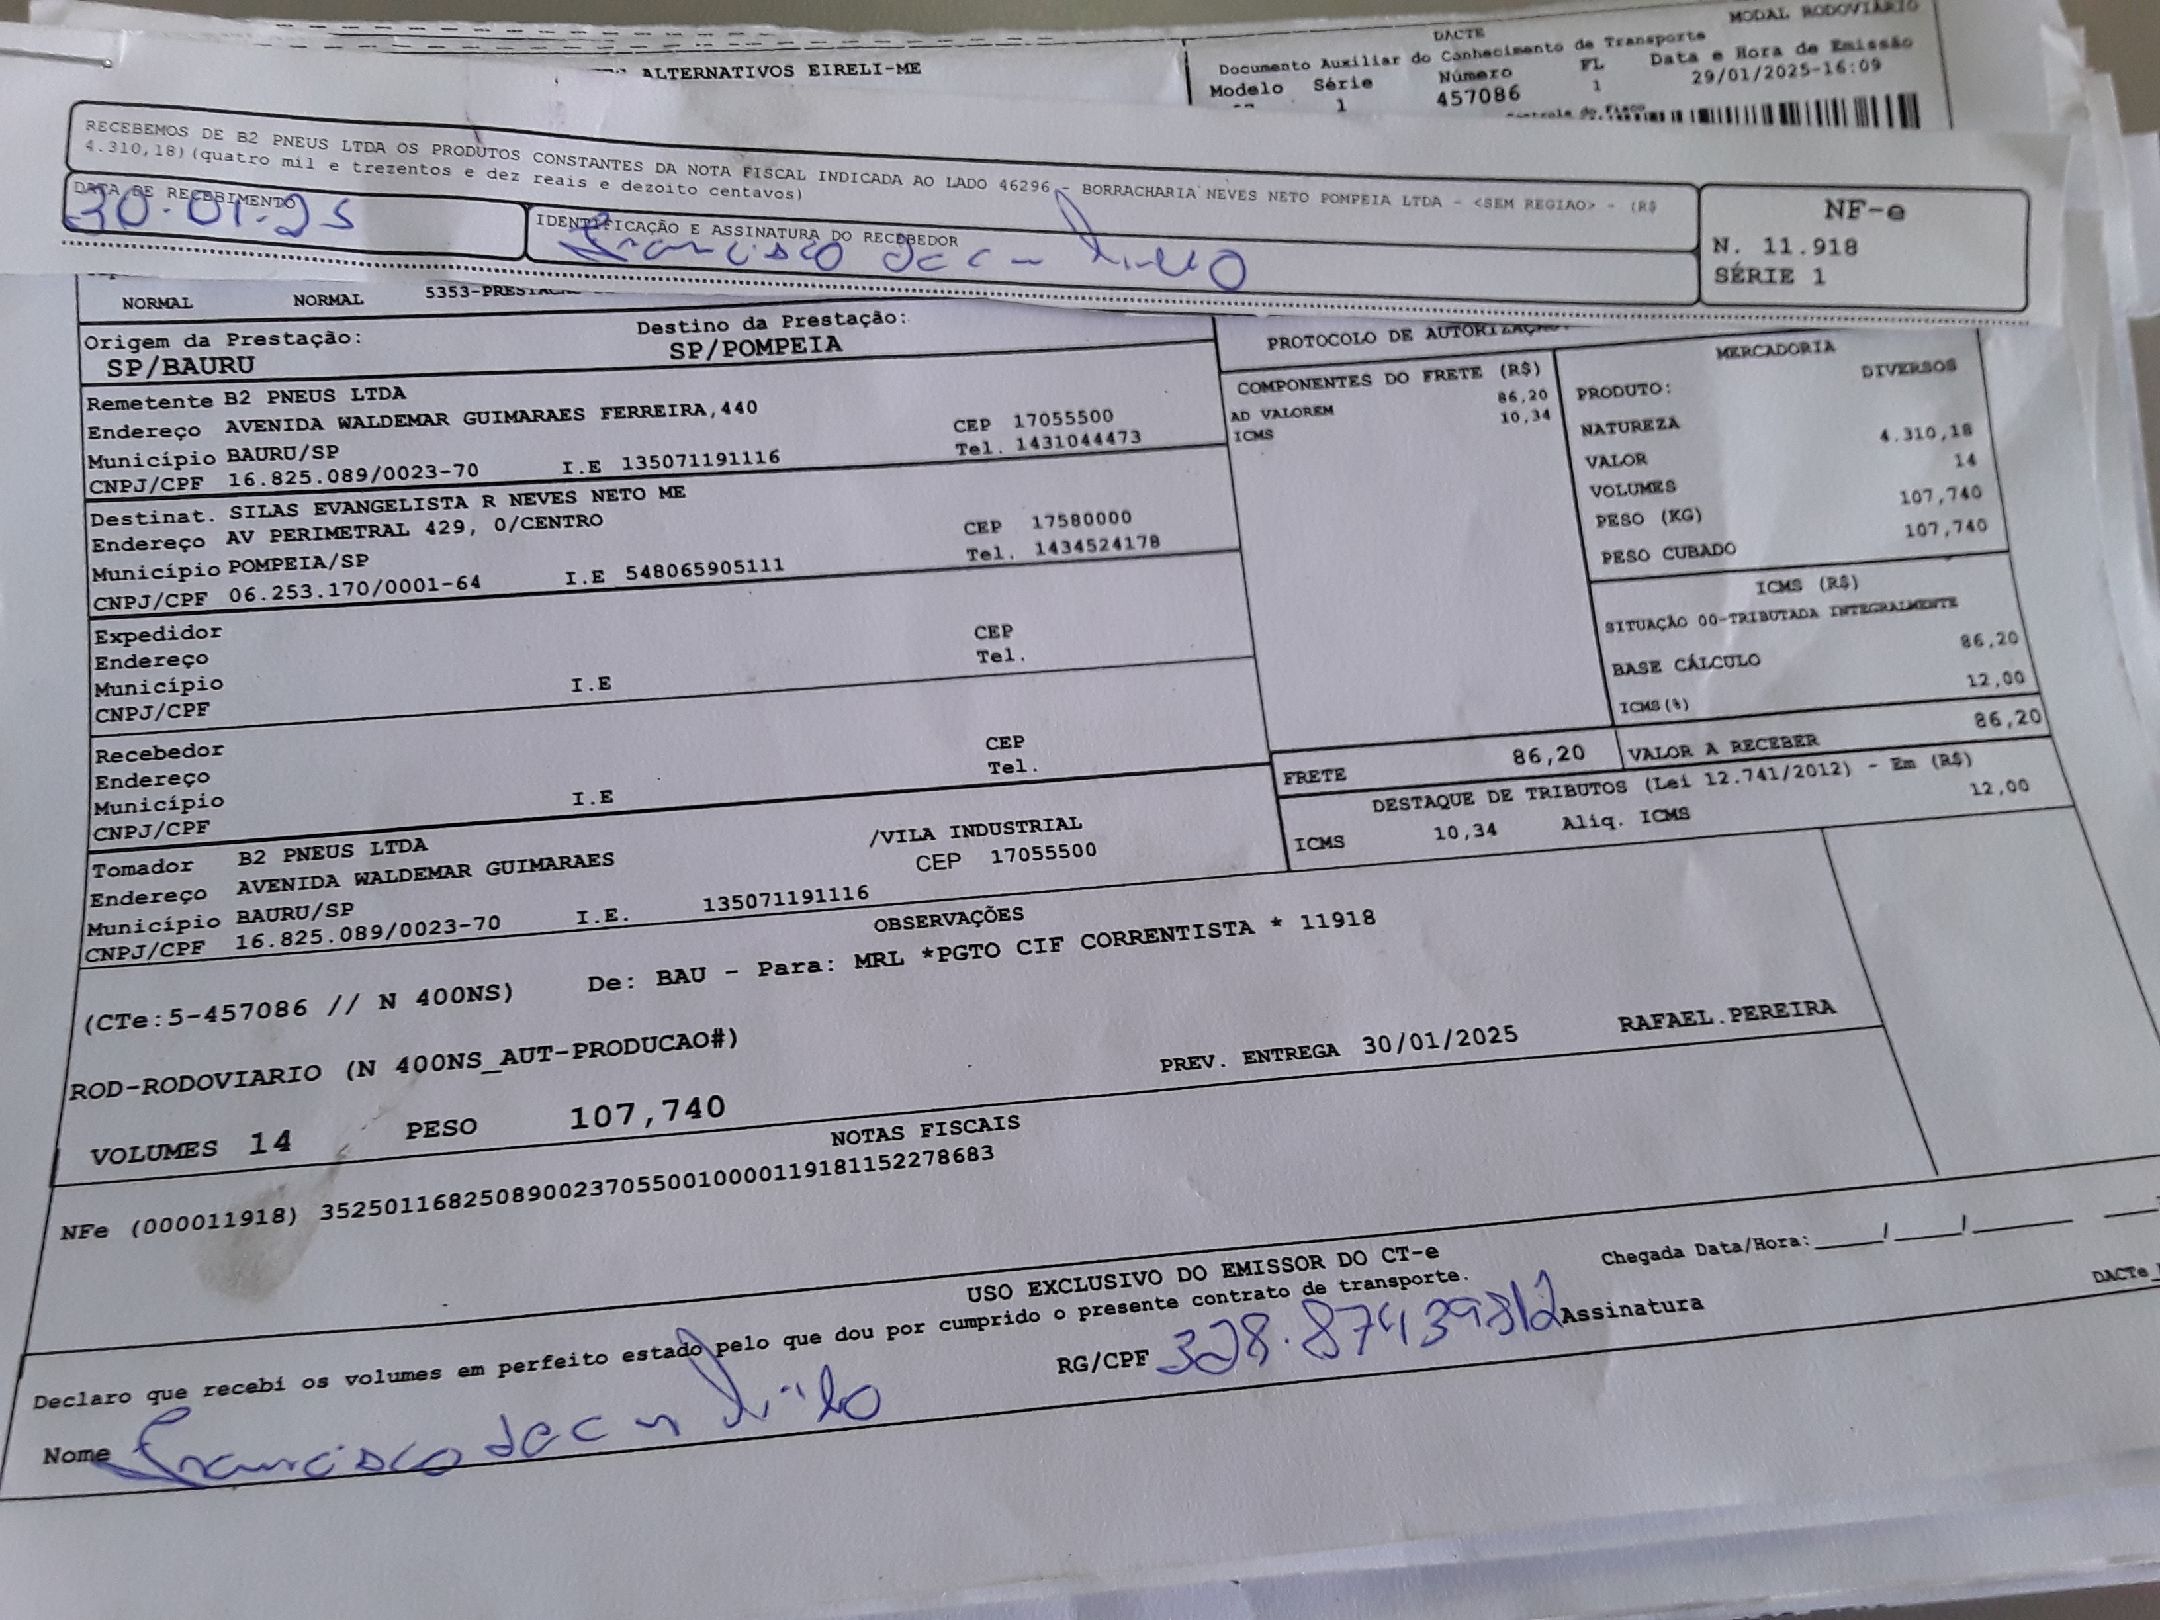 ALTERNATIVOS EIRELI-ME
MODAL RODOVIÁRIO
DACTE
Documento Auxiliar do Conhecimento de Transporte
Modelo Série Número FL Data e Hora de Emissão
1 457086 1 29/01/2025-16:09
RECEBEMOS DE B2 PNEUS LTDA OS PRODUTOS CONSTANTES DA NOTA FISCAL INDICADA AO LADO 46296 - BORRACHARIA NEVES NETO POMPEIA LTDA - <SEM REGIAO> - (R$
4.310,18) (quatro mil e trezentos e dez reais e dezoito centavos)
DATA DE RECEBIMENTO
30.01.25
IDENTIFICAÇÃO E ASSINATURA DO RECEBEDOR
Francisco
NF-e
N. 11.918
SÉRIE 1
NORMAL NORMAL
Origem da Prestação: Destino da Prestação:
SP/BAURU SP/POMPEIA
Remetente B2 PNEUS LTDA
Endereço AVENIDA WALDEMAR GUIMARAES FERREIRA,440 CEP 17055500
Município BAURU/SP Tel. 1431044473
CNPJ/CPF 16.825.089/0023-70 I.E 135071191116
Destinat. SILAS EVANGELISTA R NEVES NETO ME
Endereço AV PERIMETRAL 429, 0/CENTRO CEP 17580000
Município POMPEIA/SP Tel. 1434524178
CNPJ/CPF 06.253.170/0001-64 I.E 548065905111
Expedidor
Endereço CEP
Município Tel.
CNPJ/CPF I.E
Recebedor
Endereço CEP
Município Tel.
CNPJ/CPF I.E
Tomador B2 PNEUS LTDA
Endereço AVENIDA WALDEMAR GUIMARAES /VILA INDUSTRIAL
Município BAURU/SP CEP 17055500
CNPJ/CPF 16.825.089/0023-70 I.E. 135071191116
PROTOCOLO DE AUTORIZAÇÃO
COMPONENTES DO FRETE (R$)
AD VALOREM 86,20
ICMS 10,34
MERCADORIA
PRODUTO: DIVERSOS
NATUREZA
VALOR 4.310,18
VOLUMES 14
PESO (KG) 107,740
PESO CUBADO 107,740
ICMS (R$)
SITUAÇÃO 00-TRIBUTADA INTEGRALMENTE
BASE CÁLCULO 86,20
ICMS(%) 12,00
FRETE 86,20 VALOR A RECEBER 86,20
DESTAQUE DE TRIBUTOS (Lei 12.741/2012) - Em (R$)
ICMS 10,34 Aliq. ICMS 12,00
OBSERVAÇÕES
(CTe:5-457086 // N 400NS) De: BAU - Para: MRL *PGTO CIF CORRENTISTA * 11918
ROD-RODOVIARIO (N 400NS_AUT-PRODUCAO#)
PREV. ENTREGA 30/01/2025 RAFAEL.PEREIRA
VOLUMES 14 PESO 107,740
NOTAS FISCAIS
NFe (000011918) 35250116825089002370550010000119181152278683
USO EXCLUSIVO DO EMISSOR DO CT-e
Declaro que recebi os volumes em perfeito estado pelo que dou por cumprido o presente contrato de transporte.
Chegada Data/Hora:____/____/______
Nome Francisco
RG/CPF
Assinatura